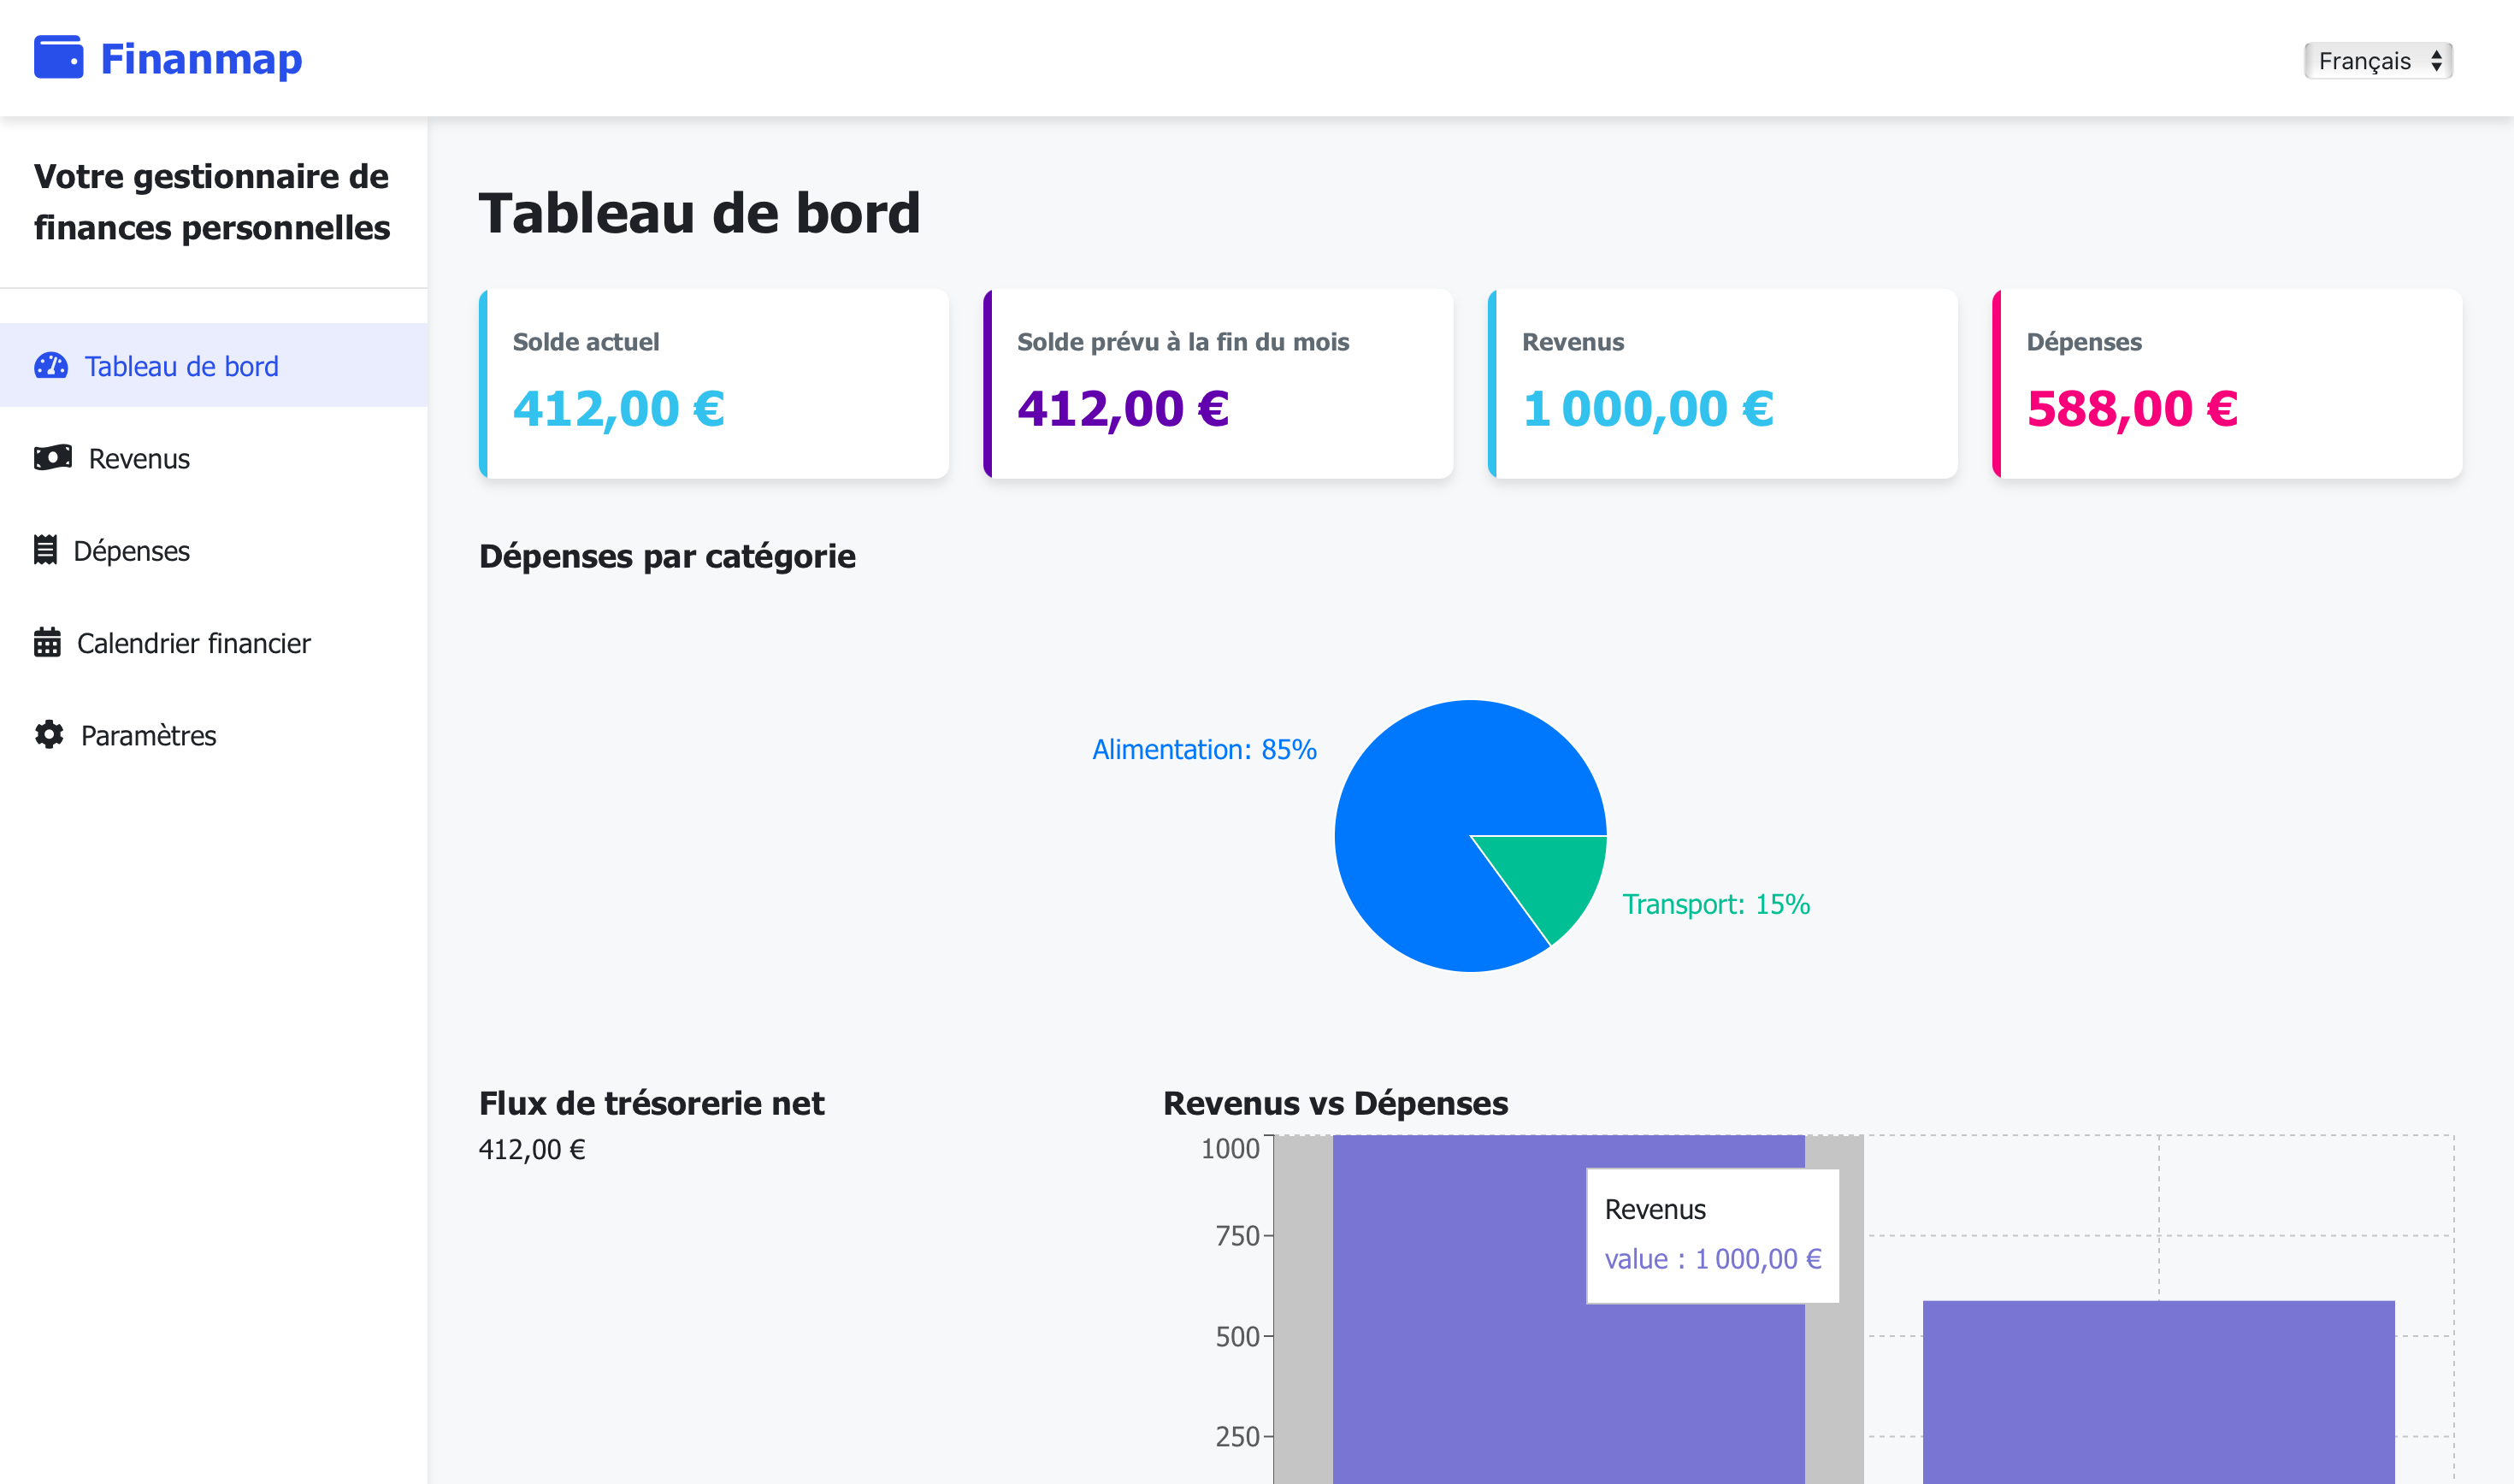 Finanmap
Français
Votre gestionnaire de
finances personnelles
Tableau de bord
Revenus
Dépenses
Calendrier financier
Paramètres
Tableau de bord
Solde actuel
412,00 €
Solde prévu à la fin du mois
412,00 €
Revenus
1 000,00 €
Dépenses
588,00 €
Dépenses par catégorie
Alimentation: 85%
Transport: 15%
Flux de trésorerie net
412,00 €
Revenus vs Dépenses
1000
750
500
250
Revenus
value : 1 000,00 €